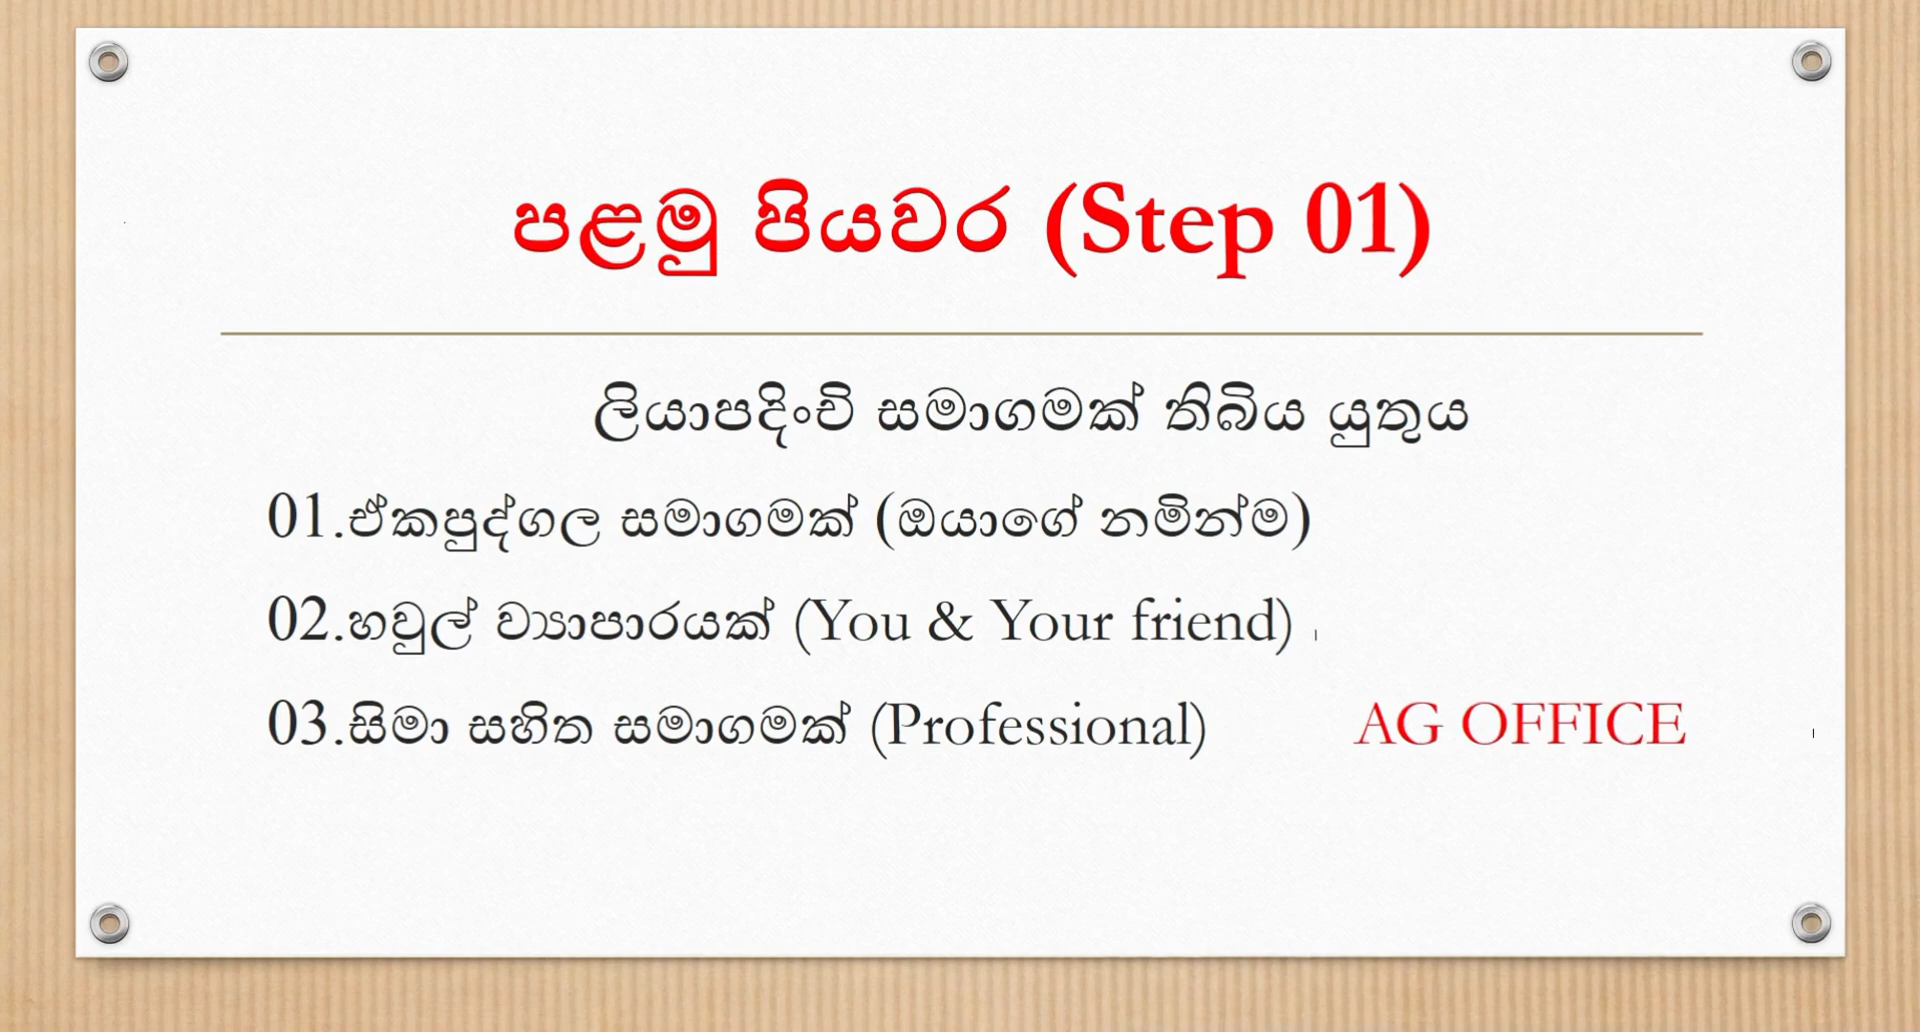 පළමු පියවර (Step 01)
ලියාපදිංචි සමාගමක් තිබිය යුතුය
01.ඒකපුද්ගල සමාගමක් (ඔයාගේ නමින්ම)
02.හවුල් ව්‍යාපාරයක් (You & Your friend)
03.සිමා සහිත සමාගමක් (Professional) AG OFFICE